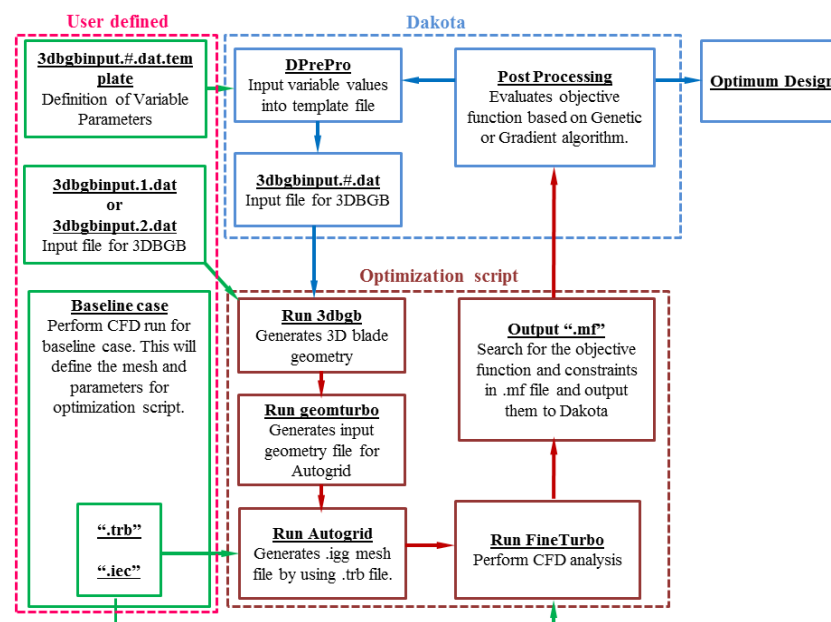 User defined
Dakota
3dbgbinput.#.dat.tem
plate
Definition of Variable
Parameters
DPrePro
Input variable values
into template file
Post Processing
Evaluates objective
function based on Genetic
or Gradient algorithm.
Optimum Design
3dbgbinput.1.dat
or
3dbgbinput.2.dat
Input file for 3DBGB
3dbgbinput.#.dat
Input file for 3DBGB
Optimization script
Baseline case
Perform CFD run for
baseline case. This will
define the mesh and
parameters for
optimization script.
Run 3dbgb
Generates 3D blade
geometry
Output “.mf”
Search for the objective
function and constraints
in .mf file and output
them to Dakota
Run geomturbo
Generates input
geometry file for
Autogrid
“.trb”
“.iec”
Run Autogrid
Generates .igg mesh
file by using .trb file.
Run FineTurbo
Perform CFD analysis